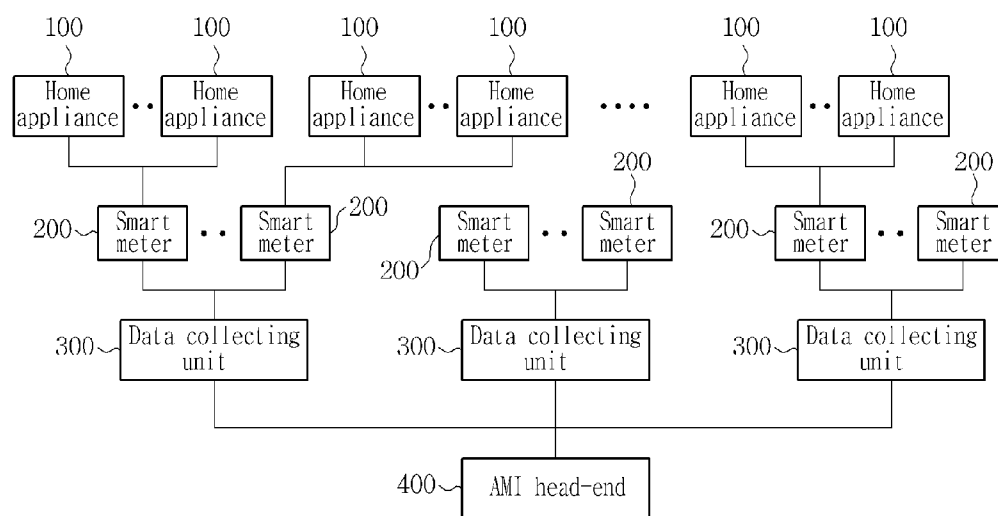 100 100 100 100 100 100
Home appliance Home appliance Home appliance Home appliance Home appliance Home appliance
200 200
200 Smart meter Smart meter 200 200 Smart meter Smart meter 200 Smart meter Smart meter
300 Data collecting unit 300 Data collecting unit 300 Data collecting unit
400 AMI head-end